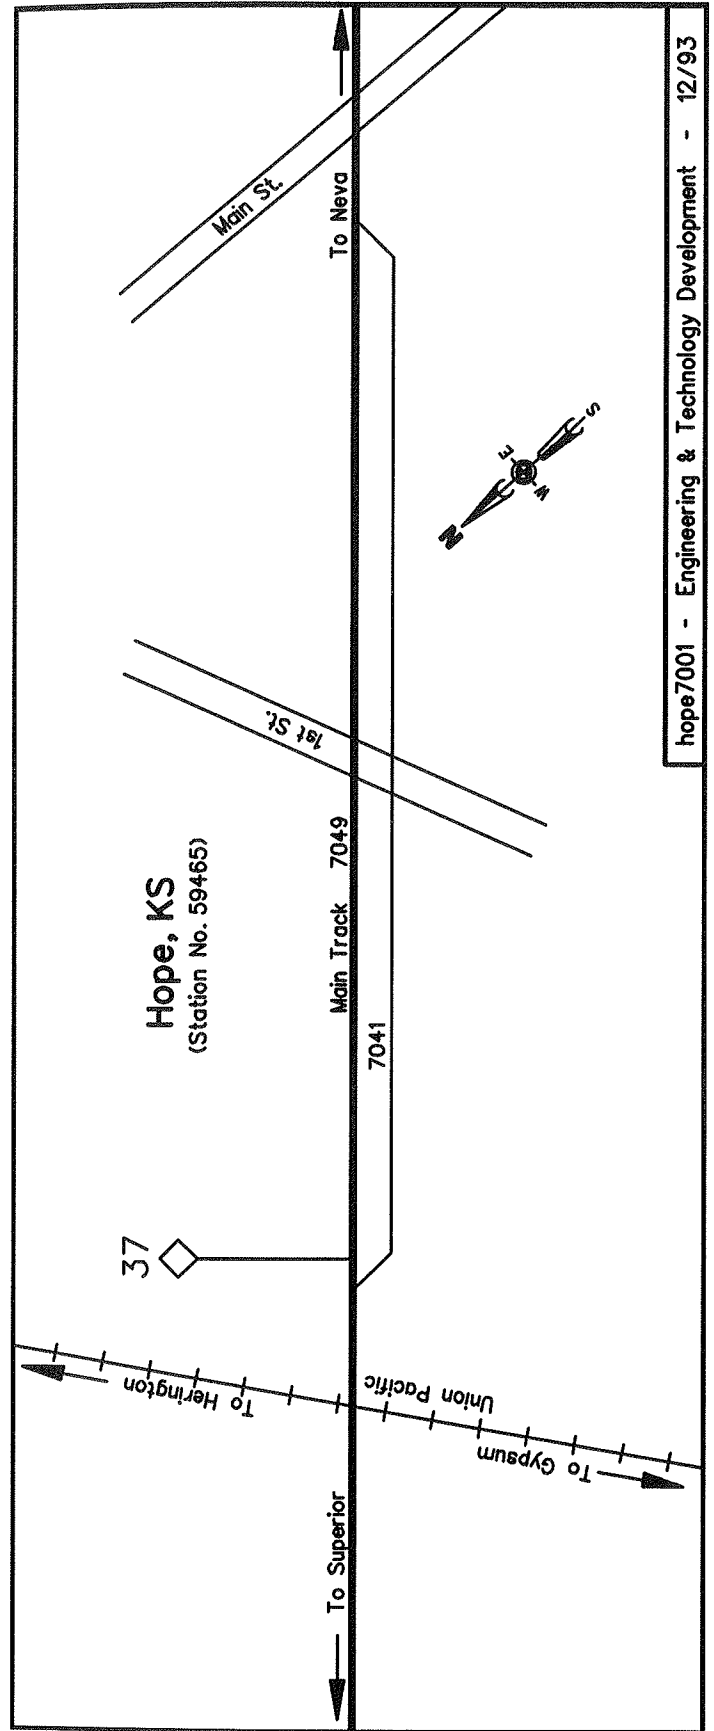 Hope, KS
(Station No. 59465)
37
To Superior
To Herington
Union Pacific
To Gypsum
Main Track 7049
7041
1st St.
Main St.
To Neva
N
E
W
S
hope7001 - Engineering & Technology Development - 12/93